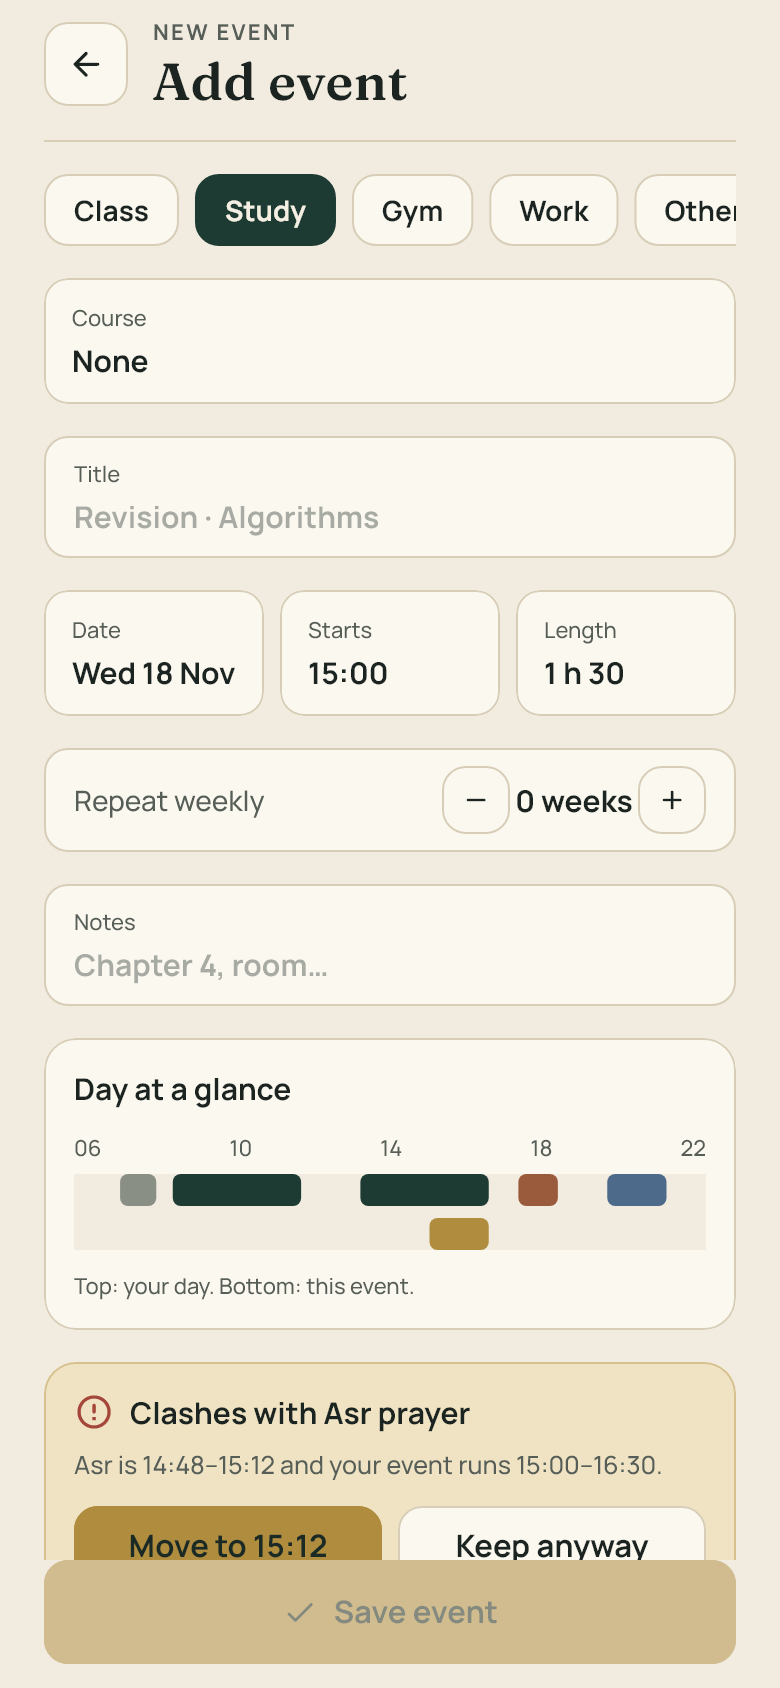 NEW EVENT
Add event
Class Study Gym Work Other
Course
None
Title
Revision · Algorithms
Date Starts Length
Wed 18 Nov 15:00 1 h 30
Repeat weekly − 0 weeks +
Notes
Chapter 4, room…
Day at a glance
06 10 14 18 22
Top: your day. Bottom: this event.
Clashes with Asr prayer
Asr is 14:48–15:12 and your event runs 15:00–16:30.
Move to 15:12 Keep anyway
Save event